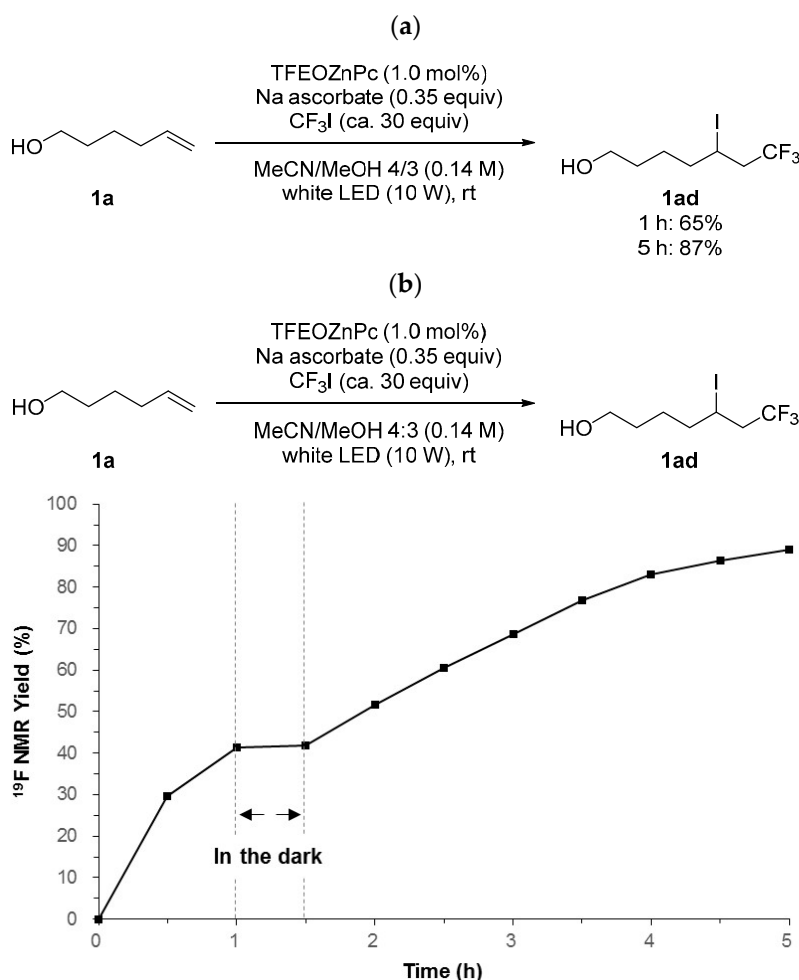 (a)
TFEOZnPc (1.0 mol%)
Na ascorbate (0.35 equiv)
CF3I (ca. 30 equiv)
MeCN/MeOH 4/3 (0.14 M)
white LED (10 W), rt
HO
1a
I
CF3
HO
1ad
1 h: 65%
5 h: 87%
(b)
TFEOZnPc (1.0 mol%)
Na ascorbate (0.35 equiv)
CF3I (ca. 30 equiv)
MeCN/MeOH 4:3 (0.14 M)
white LED (10 W), rt
HO
1a
I
CF3
HO
1ad
19F NMR Yield (%)
100
90
80
70
60
50
40
30
20
10
0
In the dark
0 1 2 3 4 5
Time (h)